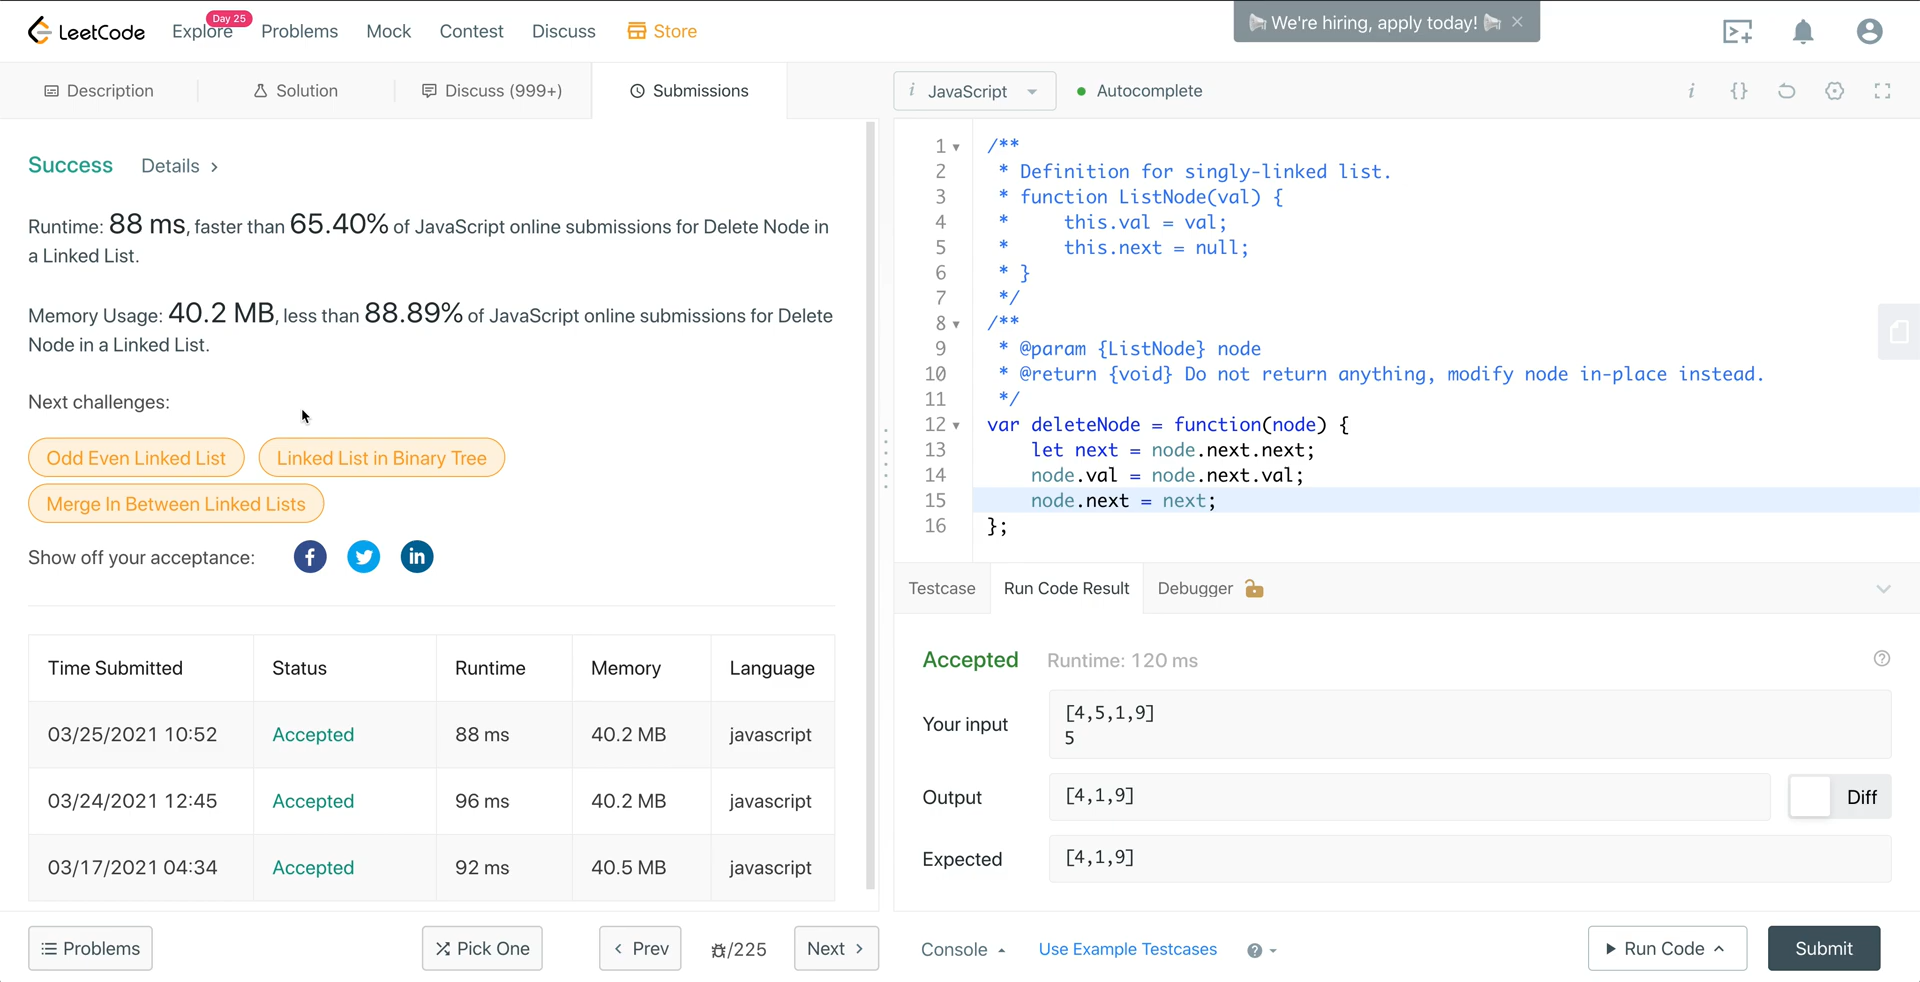 LeetCode
Explore
Day 25
Problems
Mock
Contest
Discuss
Store
We're hiring, apply today!
Description
Solution
Discuss (999+)
Submissions
Success
Details
Runtime: 88 ms, faster than 65.40% of JavaScript online submissions for Delete Node in
a Linked List.
Memory Usage: 40.2 MB, less than 88.89% of JavaScript online submissions for Delete
Node in a Linked List.
Next challenges:
Odd Even Linked List
Linked List in Binary Tree
Merge In Between Linked Lists
Show off your acceptance:
Time Submitted Status Runtime Memory Language
03/25/2021 10:52 Accepted 88 ms 40.2 MB javascript
03/24/2021 12:45 Accepted 96 ms 40.2 MB javascript
03/17/2021 04:34 Accepted 92 ms 40.5 MB javascript
Problems
Pick One
Prev
/225
Next
i JavaScript
Autocomplete
i {}
1 /**
2 * Definition for singly-linked list.
3 * function ListNode(val) {
4 *     this.val = val;
5 *     this.next = null;
6 * }
7 */
8 /**
9 * @param {ListNode} node
10 * @return {void} Do not return anything, modify node in-place instead.
11 */
12 var deleteNode = function(node) {
13     let next = node.next.next;
14     node.val = node.next.val;
15     node.next = next;
16 };
Testcase
Run Code Result
Debugger
Accepted
Runtime: 120 ms
Your input
[4,5,1,9]
5
Output
[4,1,9]
Diff
Expected
[4,1,9]
Console
Use Example Testcases
Run Code
Submit